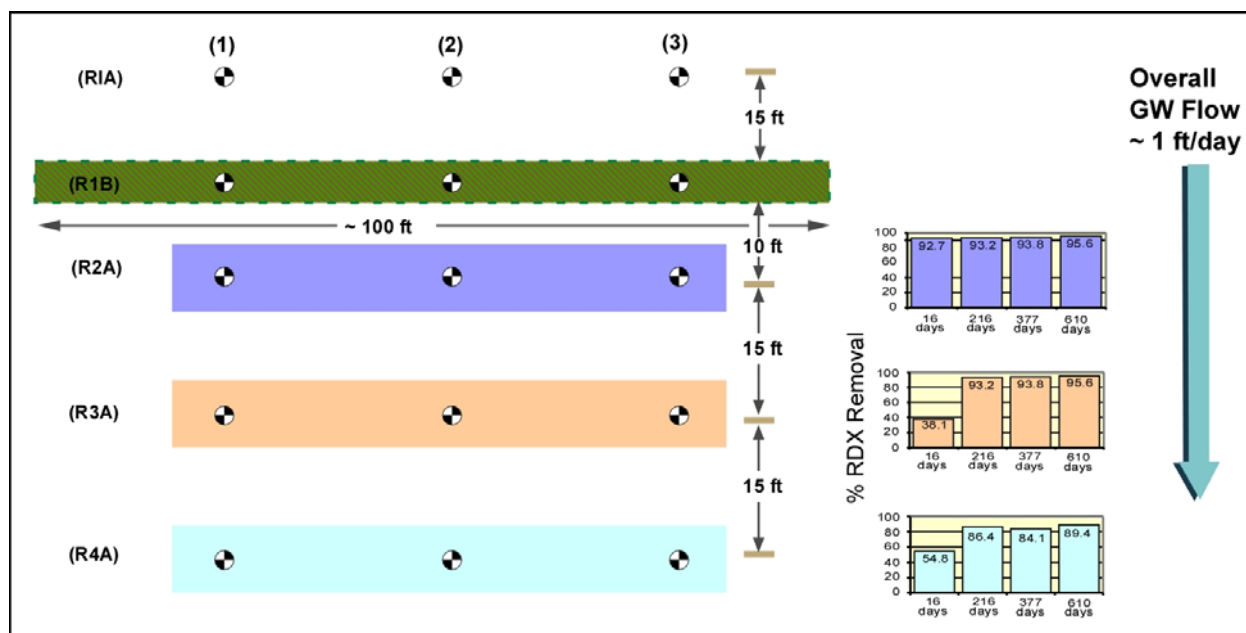 (1) (2) (3)
(RIA)
15 ft
Overall
GW Flow
~ 1 ft/day
(R1B)
~ 100 ft
10 ft
(R2A)
15 ft
(R3A)
15 ft
(R4A)
% RDX Removal
100
80
60
40
20
0
92.7 93.2 93.8 95.6
16 days
216 days
377 days
610 days
100
80
60
40
20
0
38.1 93.2 93.8 95.6
16 days
216 days
377 days
610 days
100
80
60
40
20
0
54.8 86.4 84.1 89.4
16 days
216 days
377 days
610 days